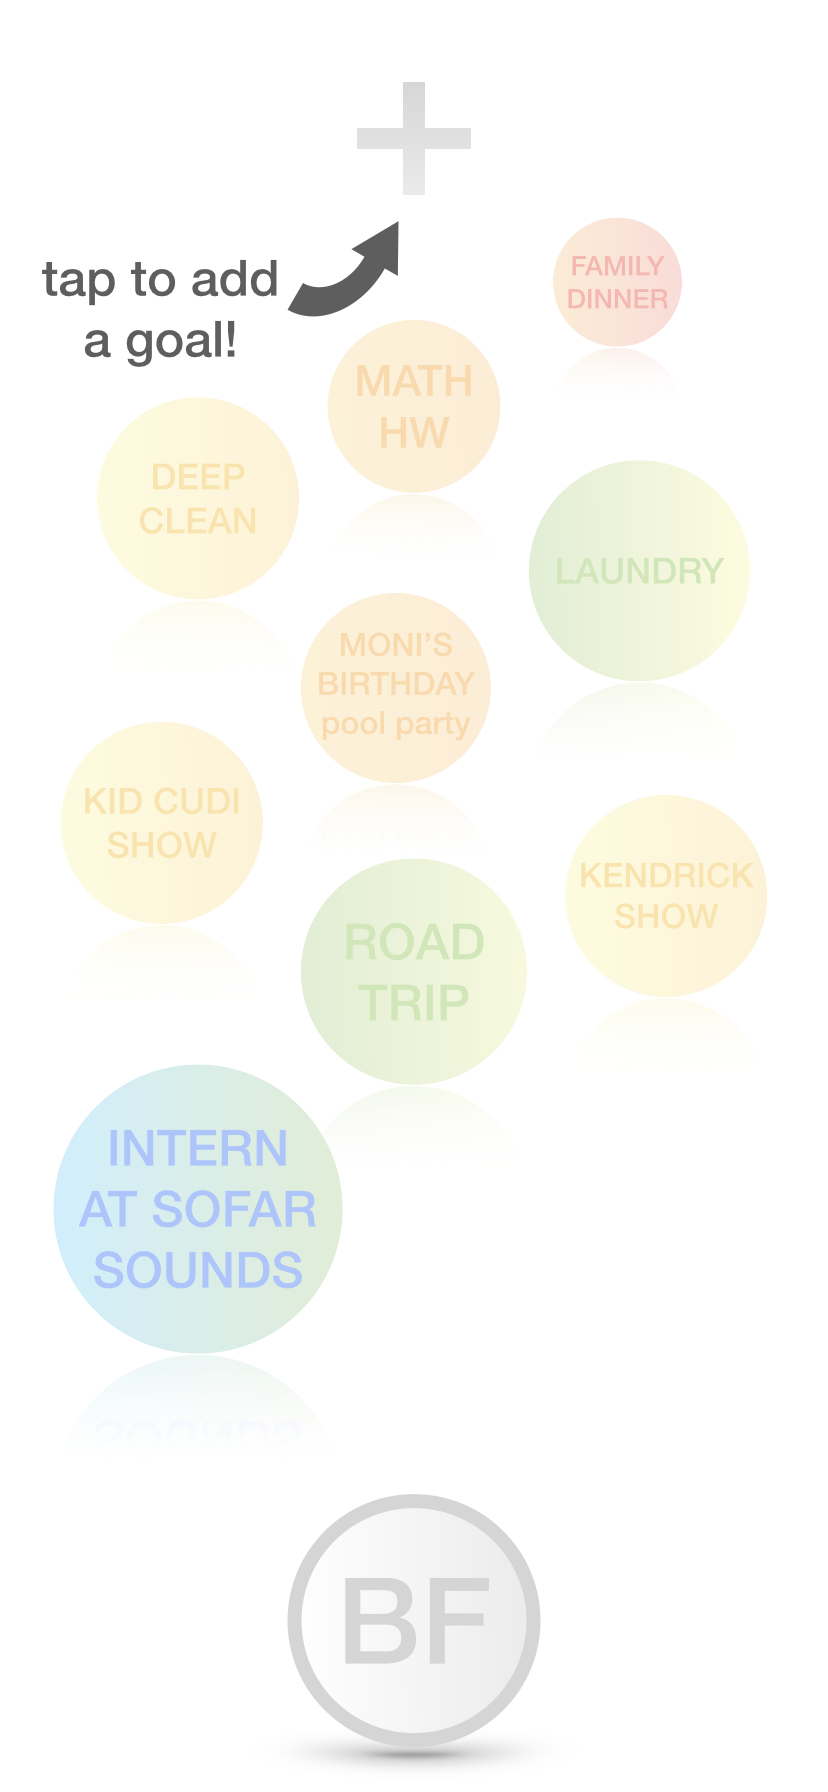 tap to add
a goal!
FAMILY
DINNER
MATH
HW
DEEP
CLEAN
LAUNDRY
MONI'S
BIRTHDAY
pool party
KID CUDI
SHOW
KENDRICK
SHOW
ROAD
TRIP
INTERN
AT SOFAR
SOUNDS
BF